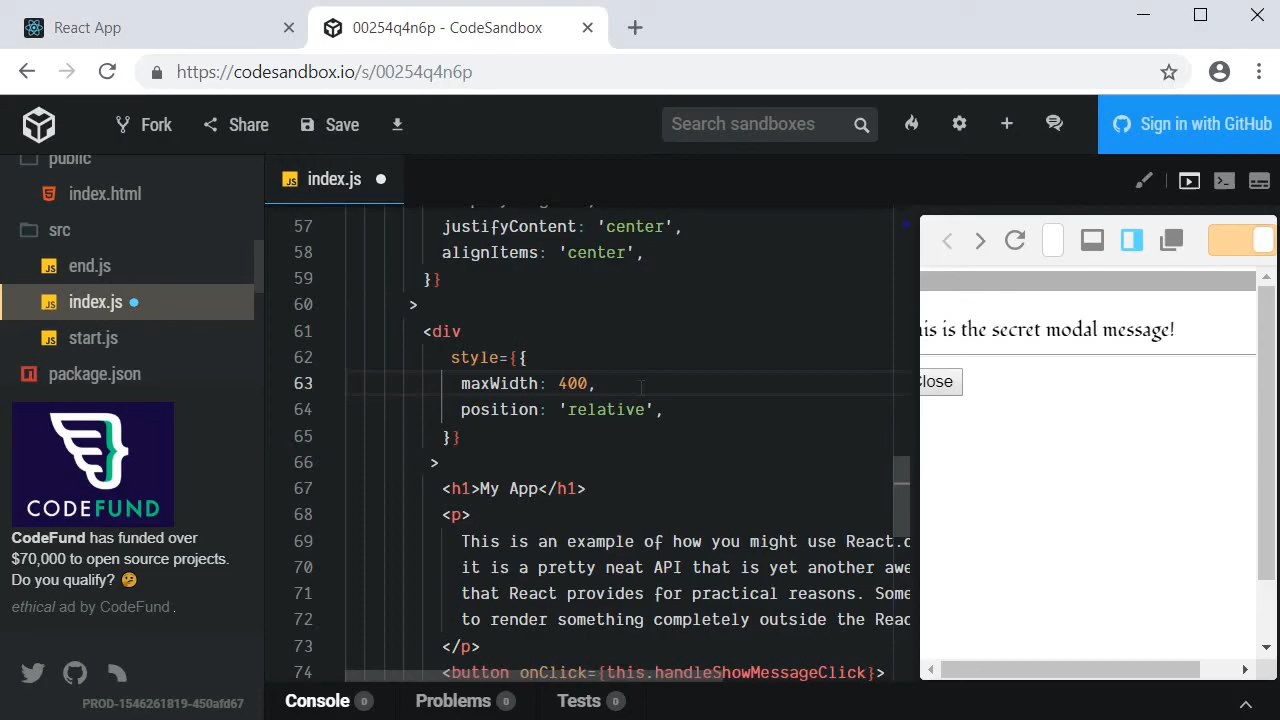 React App
00254q4n6p - CodeSandbox
https://codesandbox.io/s/00254q4n6p
Fork
Share
Save
Search sandboxes
Sign in with GitHub
public
index.html
src
end.js
index.js
start.js
package.json
CODEFUND
CodeFund has funded over
$70,000 to open source projects.
Do you qualify? 🤔
ethical ad by CodeFund .
PROD-1546261819-450afd67
index.js
57 justifyContent: 'center',
58 alignItems: 'center',
59 }}
60 >
61 <div
62 style={{
63 maxWidth: 400,
64 position: 'relative',
65 }}
66 >
67 <h1>My App</h1>
68 <p>
69 This is an example of how you might use React.c
70 it is a pretty neat API that is yet another awe
71 that React provides for practical reasons. Some
72 to render something completely outside the Reac
73 </p>
74 <button onClick={this.handleShowMessageClick}>
is is the secret modal message!
Close
Console 0
Problems 0
Tests 0